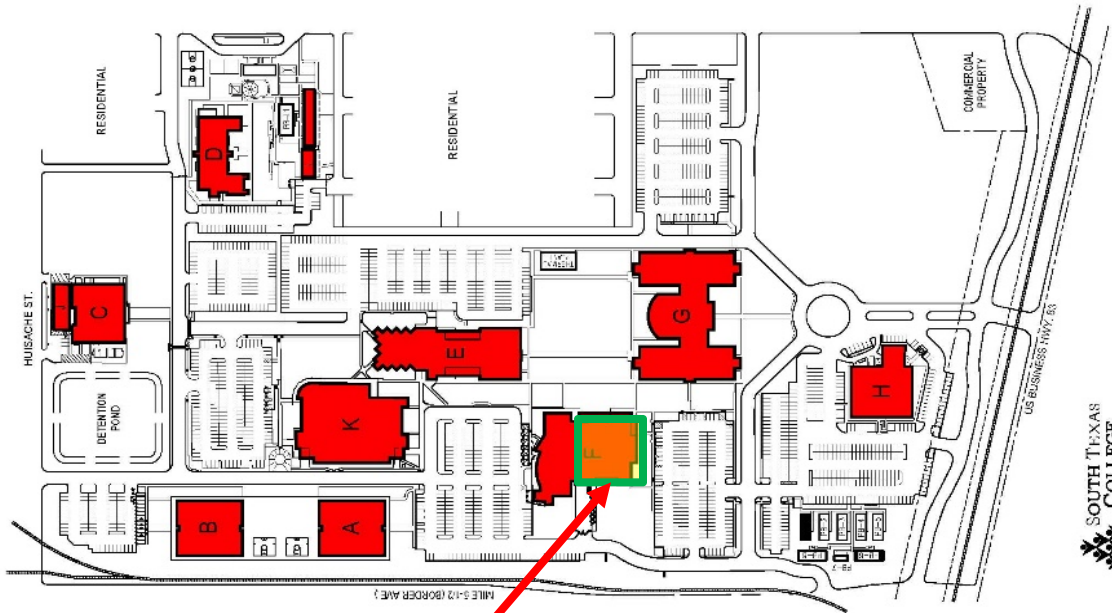 RESIDENTIAL
D
RESIDENTIAL
COMMERCIAL
PROPERTY
HUISACHE ST.
C
THERMAL
G
E
DETENTION
POND
K
F
H
US BUSINESS HWY. 83
B
A
MILE 5-1/2 (BORDER AVE.)
SOUTH TEXAS
COLLEGE